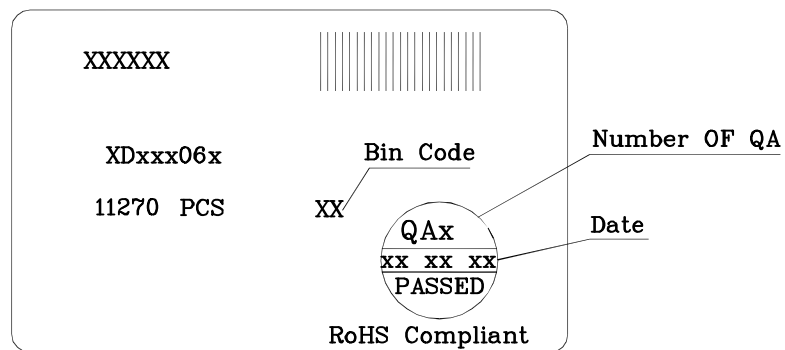 XXXXXX
Number OF QA
XDxxx06x
Bin Code
11270 PCS
XX
QAx
Date
xx xx xx
PASSED
RoHS Compliant